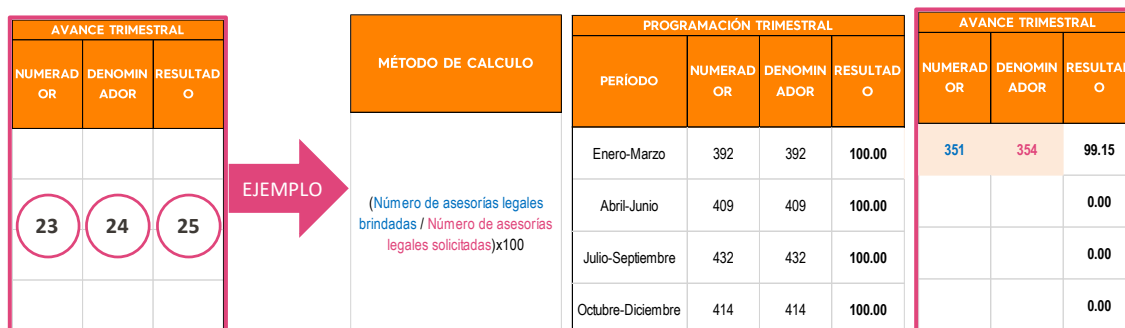 AVANCE TRIMESTRAL
NUMERAD
OR
DENOMIN
ADOR
RESULTAD
O
23
24
25
EJEMPLO
MÉTODO DE CALCULO
(Número de asesorías legales
brindadas / Número de asesorías
legales solicitadas)x100
PROGRAMACIÓN TRIMESTRAL
PERÍODO
NUMERAD
OR
DENOMIN
ADOR
RESULTAD
O
Enero-Marzo 392 392 100.00
Abril-Junio 409 409 100.00
Julio-Septiembre 432 432 100.00
Octubre-Diciembre 414 414 100.00
AVANCE TRIMESTRAL
NUMERAD
OR
DENOMIN
ADOR
RESULTAD
O
351 354 99.15
0.00
0.00
0.00